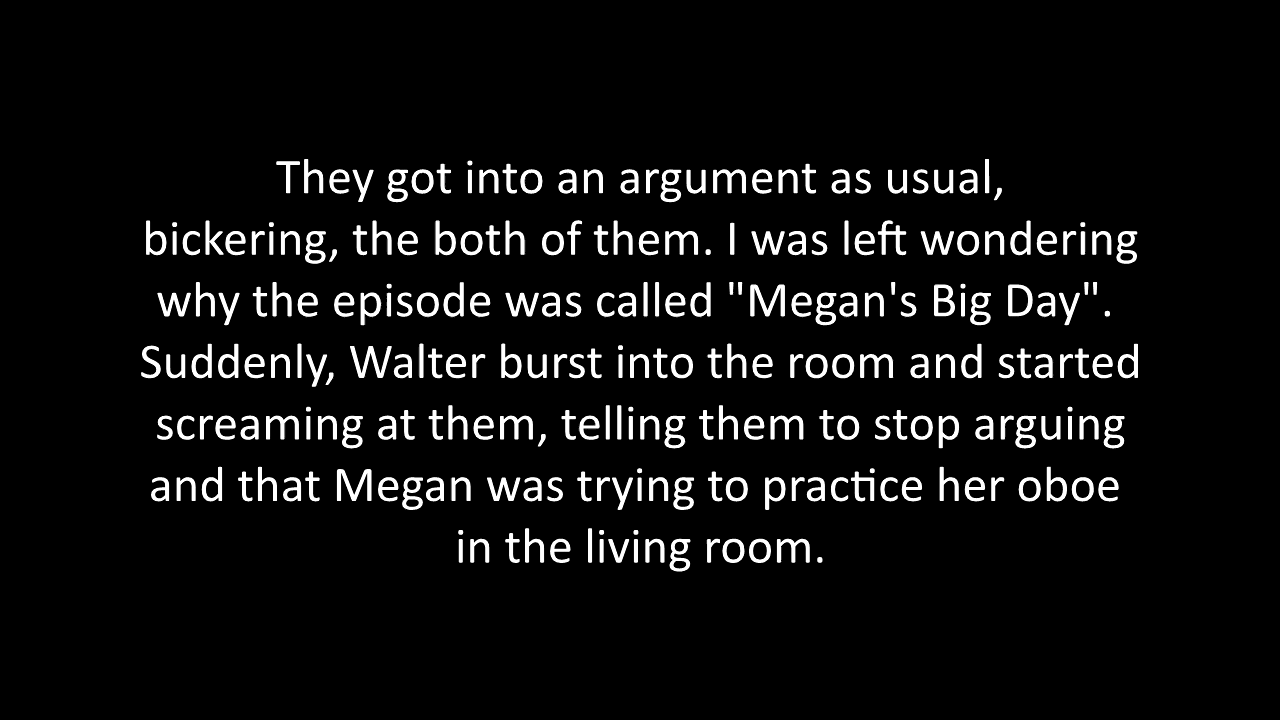 They got into an argument as usual,
bickering, the both of them. I was left wondering
why the episode was called "Megan's Big Day".
Suddenly, Walter burst into the room and started
screaming at them, telling them to stop arguing
and that Megan was trying to practice her oboe
in the living room.